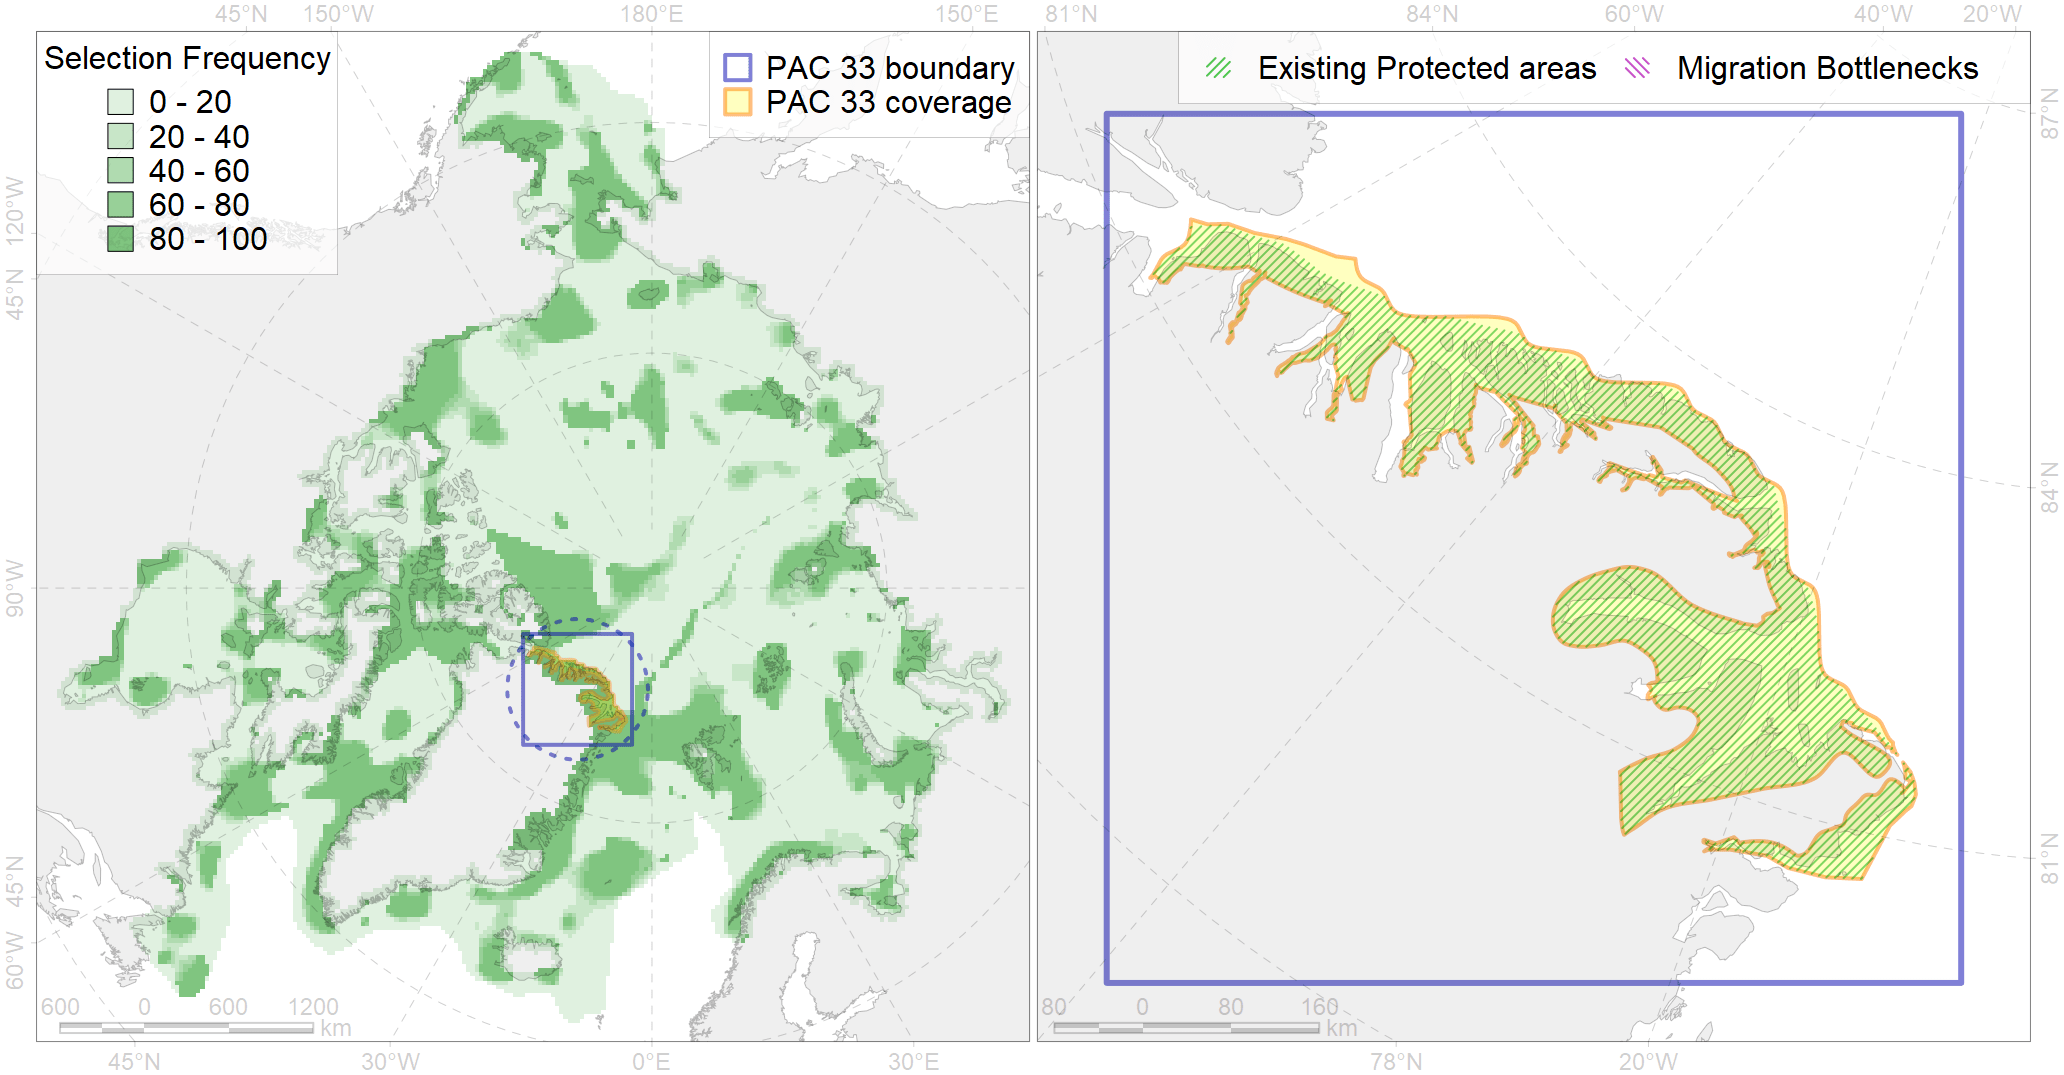 45°N 150°W 180°E 150°E 81°N 84°N 60°W 40°W 20°W
Selection Frequency
0 - 20
20 - 40
40 - 60
60 - 80
80 - 100
PAC 33 boundary
PAC 33 coverage
Existing Protected areas Migration Bottlenecks
120°W
45°N
90°W
45°N
60°W
87°N
84°N
81°N
600 0 600 1200
km
80 0 80 160
km
45°N 30°W 0°E 30°E 78°N 20°W